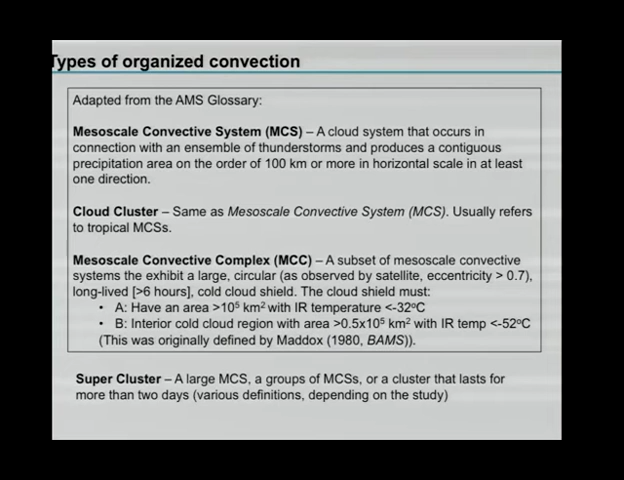 Types of organized convection
Adapted from the AMS Glossary:
Mesoscale Convective System (MCS) – A cloud system that occurs in
connection with an ensemble of thunderstorms and produces a contiguous
precipitation area on the order of 100 km or more in horizontal scale in at least
one direction.
Cloud Cluster – Same as Mesoscale Convective System (MCS). Usually refers
to tropical MCSs.
Mesoscale Convective Complex (MCC) – A subset of mesoscale convective
systems the exhibit a large, circular (as observed by satellite, eccentricity > 0.7),
long-lived [>6 hours], cold cloud shield. The cloud shield must:
• A: Have an area >10⁵ km² with IR temperature <-32ºC
• B: Interior cold cloud region with area >0.5x10⁵ km² with IR temp <-52ºC
(This was originally defined by Maddox (1980, BAMS)).
Super Cluster – A large MCS, a groups of MCSs, or a cluster that lasts for
more than two days (various definitions, depending on the study)